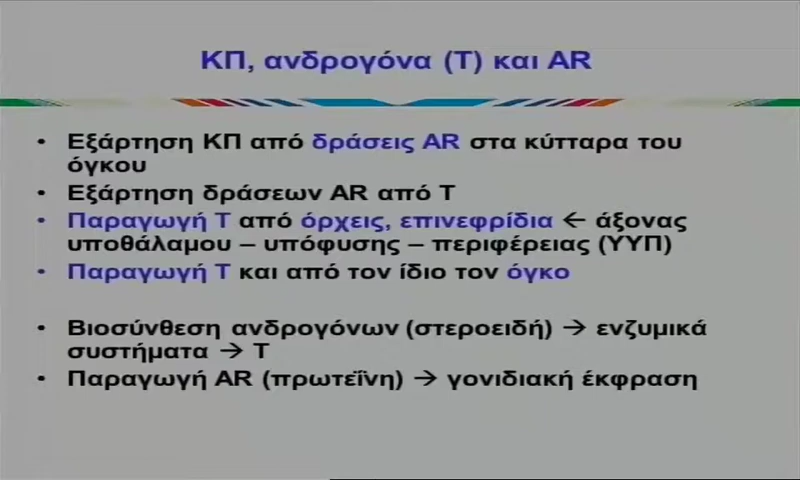 ΚΠ, ανδρογόνα (Τ) και AR
• Εξάρτηση ΚΠ από δράσεις AR στα κύτταρα του
όγκου
• Εξάρτηση δράσεων AR από Τ
• Παραγωγή Τ από όρχεις, επινεφρίδια ← άξονας
υποθάλαμου – υπόφυσης – περιφέρειας (ΥΥΠ)
• Παραγωγή Τ και από τον ίδιο τον όγκο
• Βιοσύνθεση ανδρογόνων (στεροειδή) → ενζυμικά
συστήματα → Τ
• Παραγωγή AR (πρωτεΐνη) → γονιδιακή έκφραση